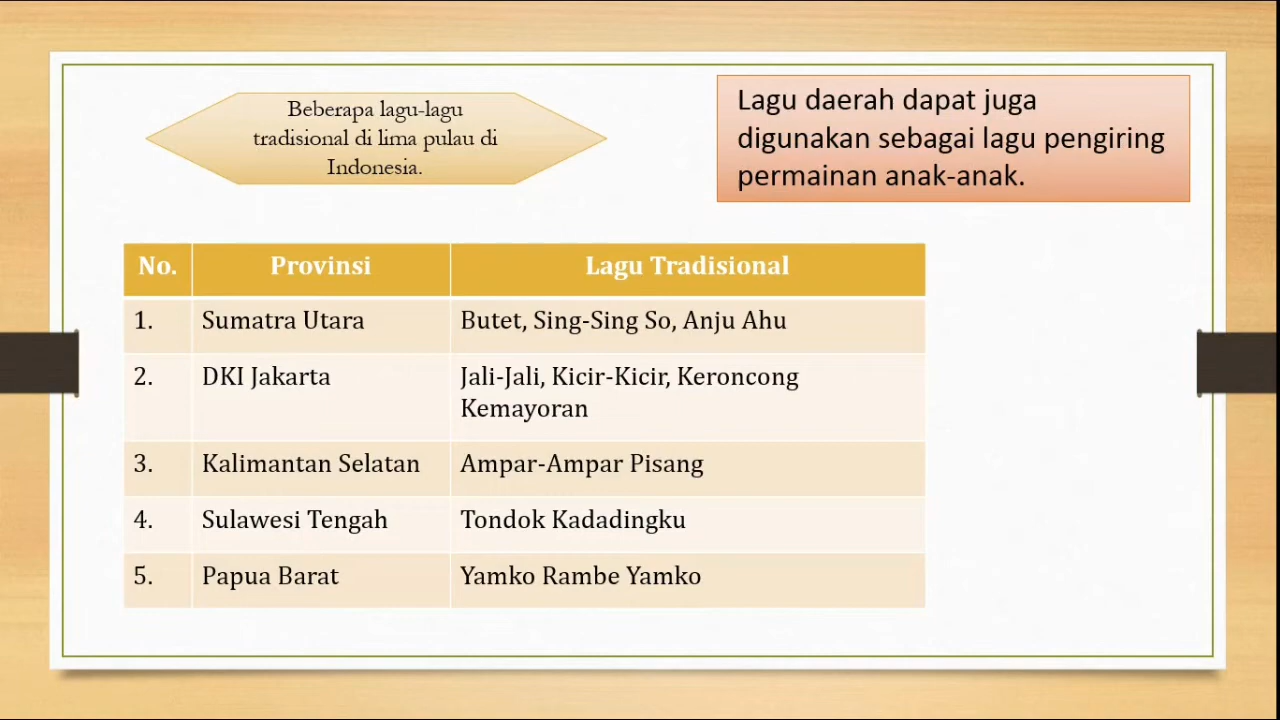 Beberapa lagu-lagu
tradisional di lima pulau di
Indonesia.
Lagu daerah dapat juga
digunakan sebagai lagu pengiring
permainan anak-anak.
No. Provinsi Lagu Tradisional
1. Sumatra Utara Butet, Sing-Sing So, Anju Ahu
2. DKI Jakarta Jali-Jali, Kicir-Kicir, Keroncong
Kemayoran
3. Kalimantan Selatan Ampar-Ampar Pisang
4. Sulawesi Tengah Tondok Kadadingku
5. Papua Barat Yamko Rambe Yamko